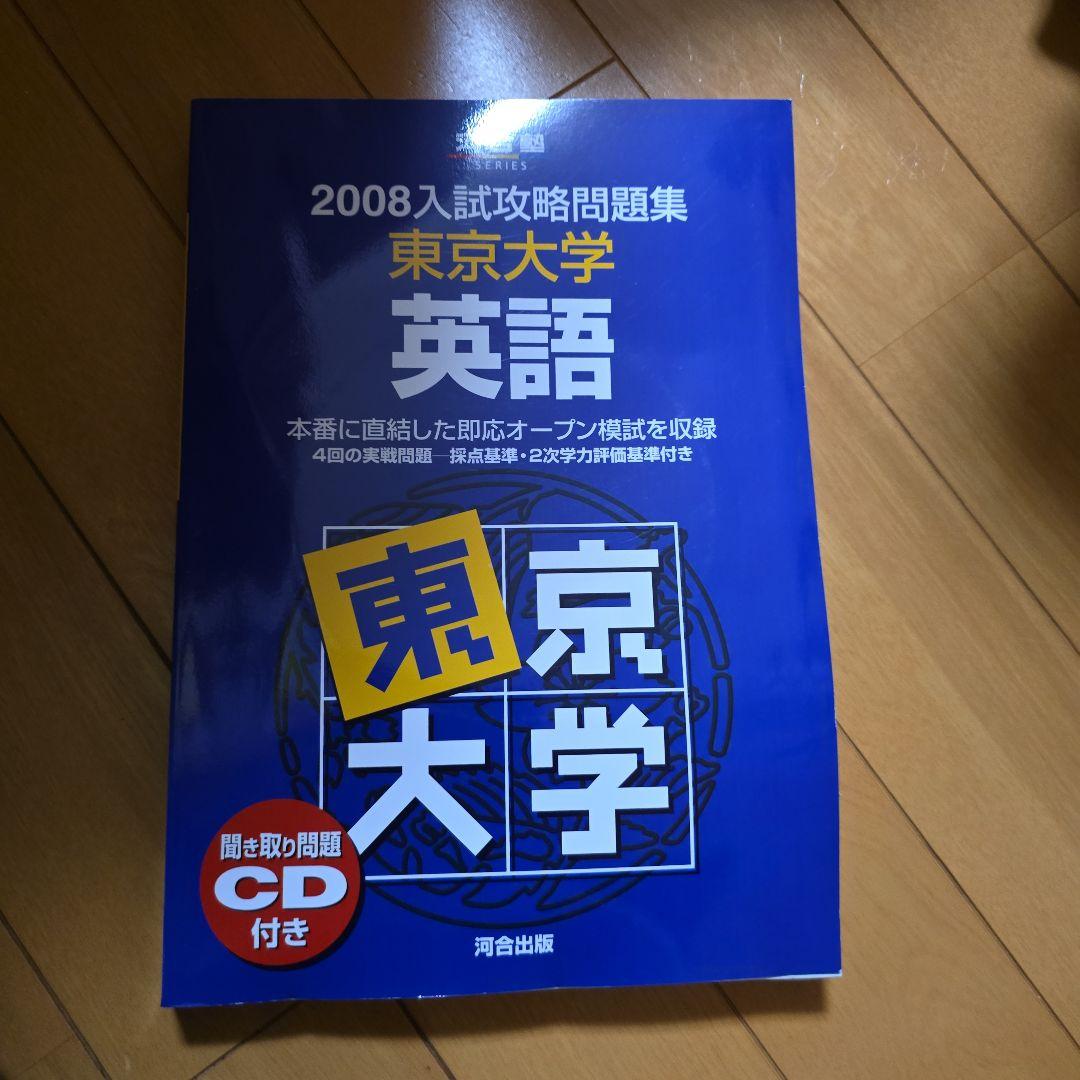 塾
SERIES
2008入試攻略問題集
東京大学
英語
本番に直結した即応オープン模試を収録
4回の実戦問題─採点基準・2次学力評価基準付き
東京
大学
聞き取り問題
CD
付き
河合出版